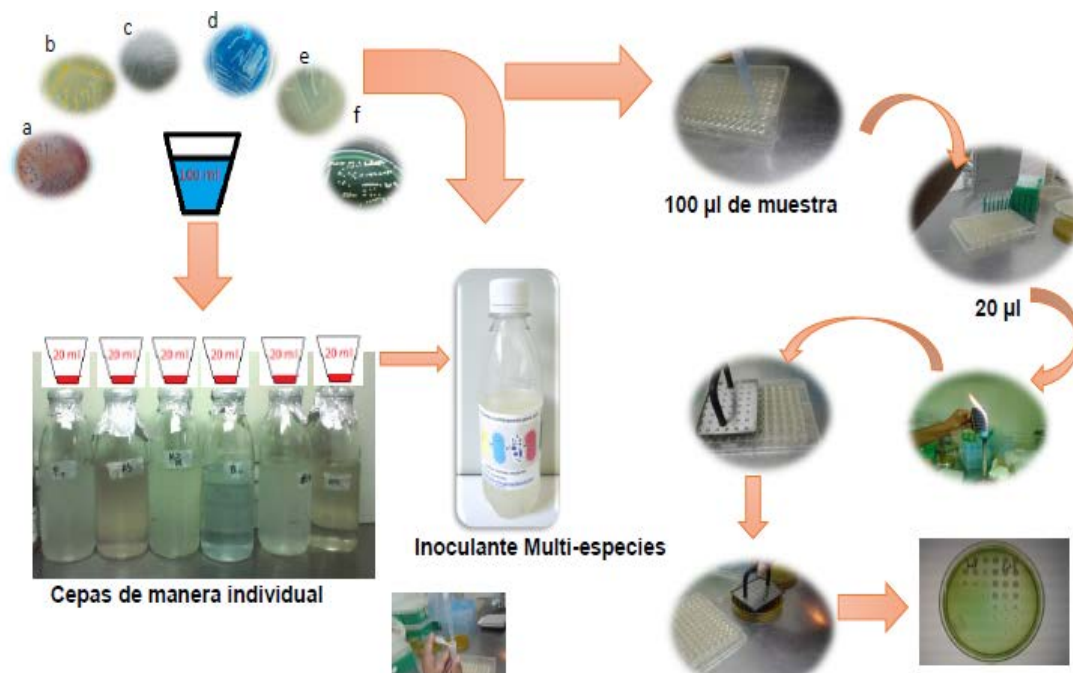 a
b
c
d
e
f
100 ml
100 µl de muestra
20 µl
20 ml
20 ml
20 ml
20 ml
20 ml
20 ml
Inoculante Multi-especies
Cepas de manera individual